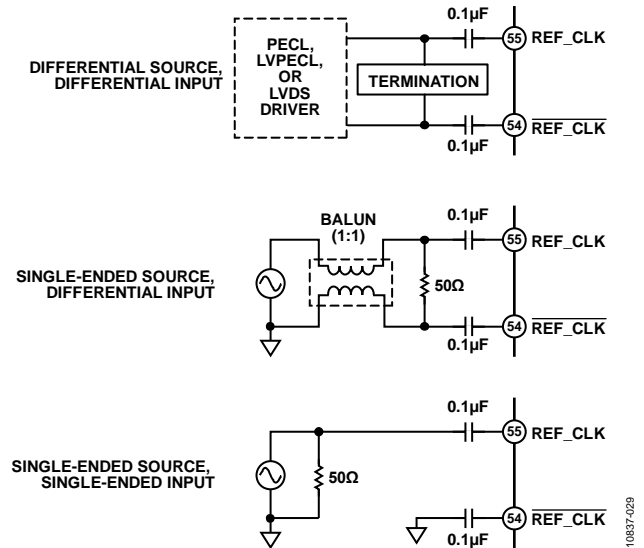 0.1µF
55 REF_CLK
PECL,
LVPECL,
OR
LVDS
DRIVER
DIFFERENTIAL SOURCE,
DIFFERENTIAL INPUT
TERMINATION
54 REF_CLK
0.1µF
BALUN
(1:1)
0.1µF
55 REF_CLK
SINGLE-ENDED SOURCE,
DIFFERENTIAL INPUT
50Ω
54 REF_CLK
0.1µF
0.1µF
55 REF_CLK
SINGLE-ENDED SOURCE,
SINGLE-ENDED INPUT
50Ω
54 REF_CLK
0.1µF
10837-029